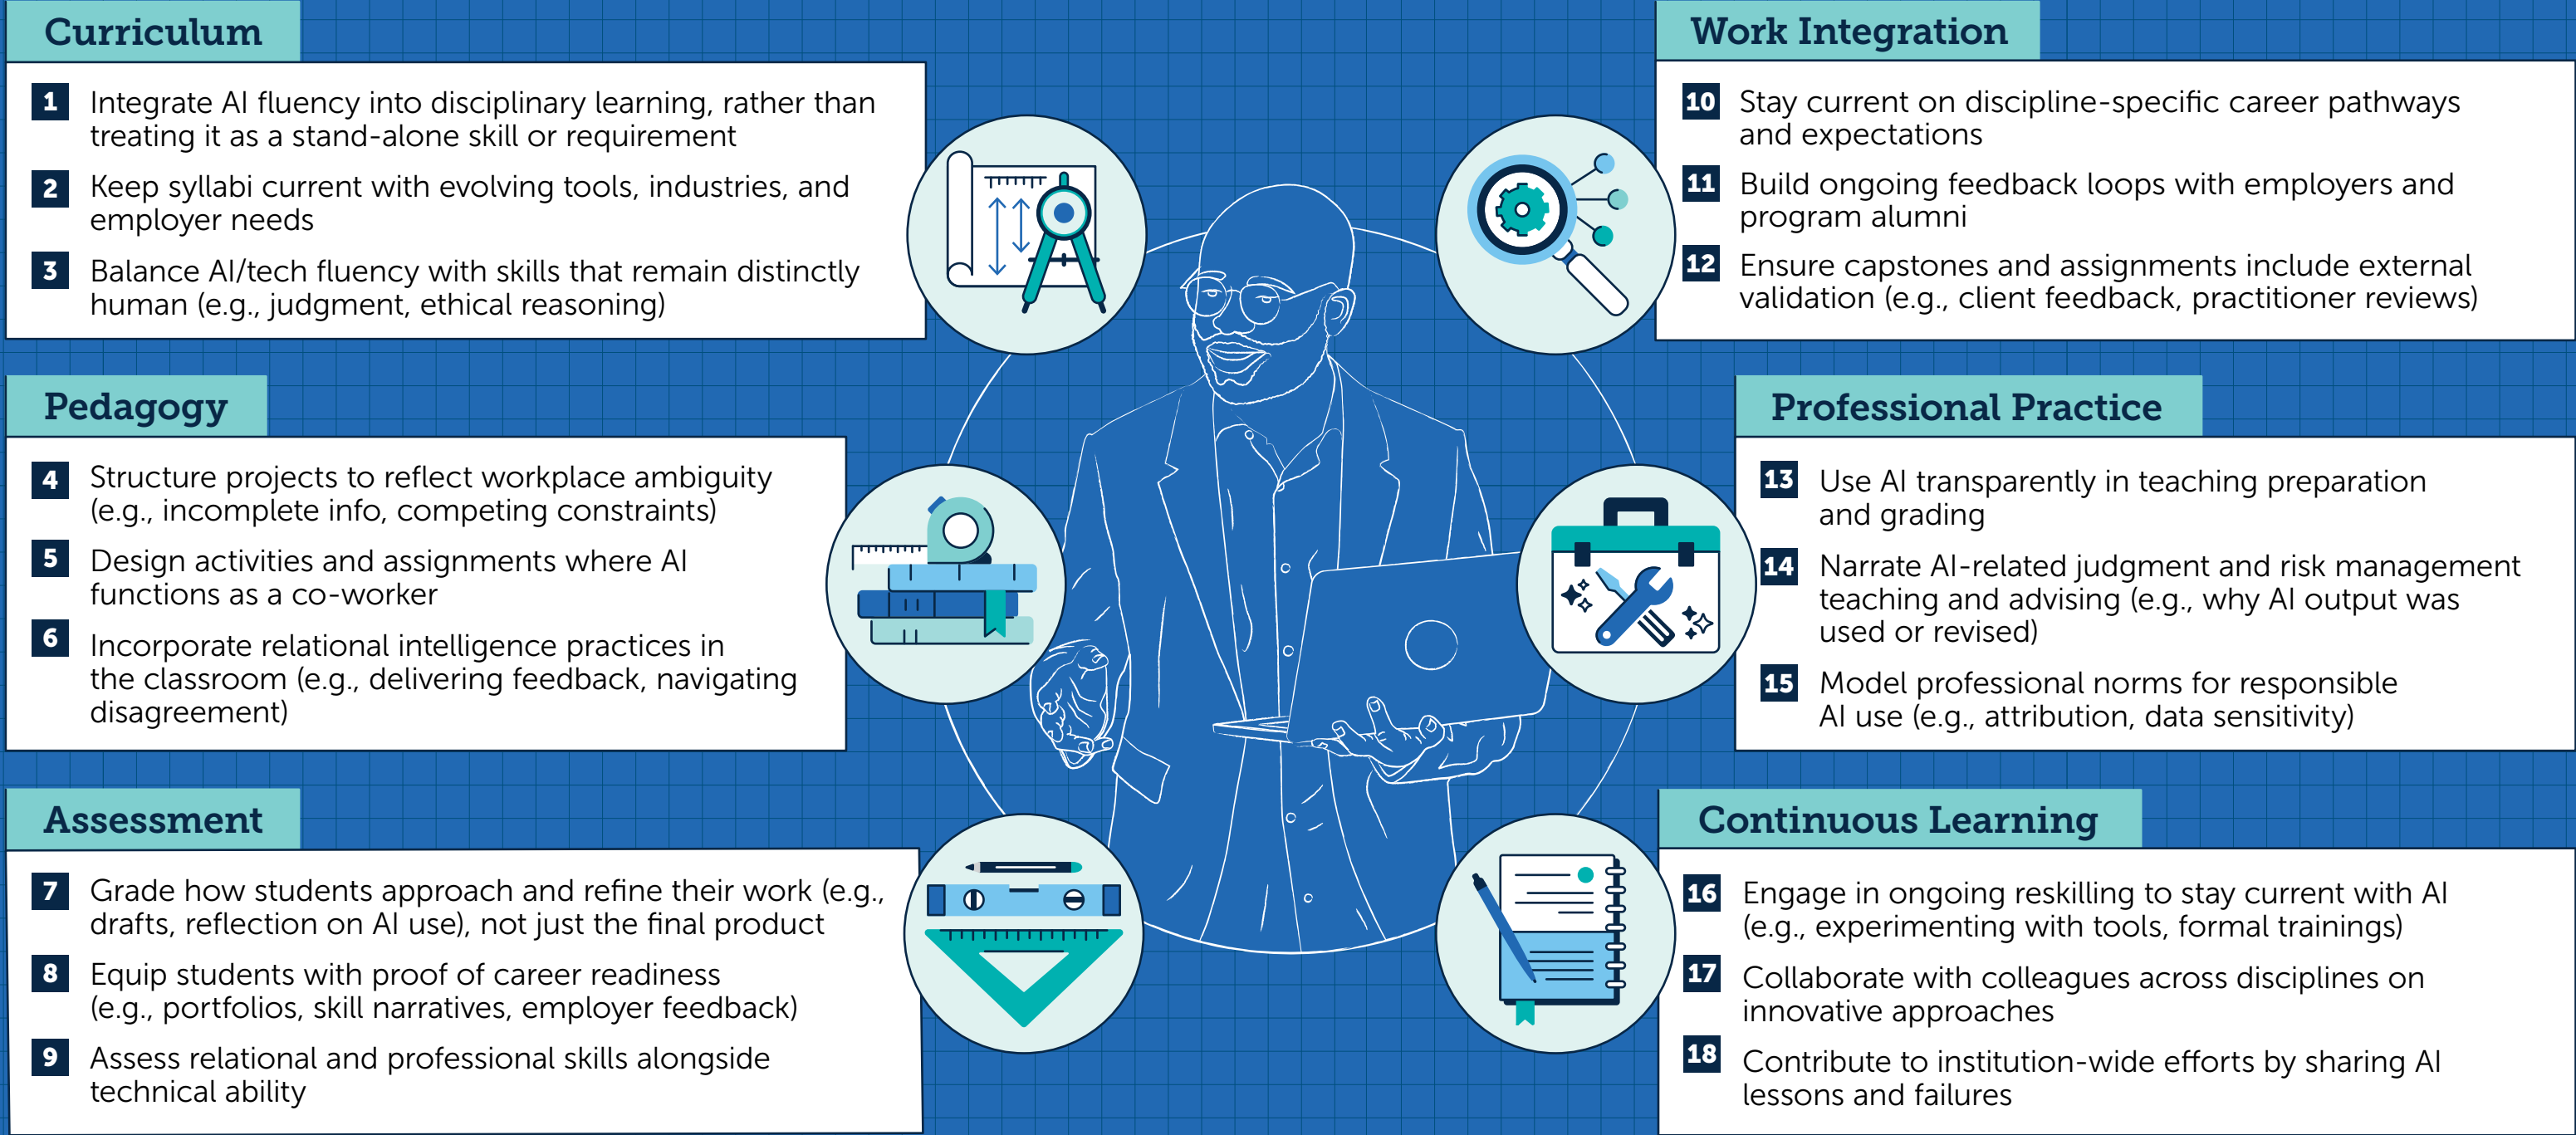 Curriculum
1 Integrate AI fluency into disciplinary learning, rather than
treating it as a stand-alone skill or requirement
2 Keep syllabi current with evolving tools, industries, and
employer needs
3 Balance AI/tech fluency with skills that remain distinctly
human (e.g., judgment, ethical reasoning)
Pedagogy
4 Structure projects to reflect workplace ambiguity
(e.g., incomplete info, competing constraints)
5 Design activities and assignments where AI
functions as a co-worker
6 Incorporate relational intelligence practices in
the classroom (e.g., delivering feedback, navigating
disagreement)
Assessment
7 Grade how students approach and refine their work (e.g.,
drafts, reflection on AI use), not just the final product
8 Equip students with proof of career readiness
(e.g., portfolios, skill narratives, employer feedback)
9 Assess relational and professional skills alongside
technical ability
Work Integration
10 Stay current on discipline-specific career pathways
and expectations
11 Build ongoing feedback loops with employers and
program alumni
12 Ensure capstones and assignments include external
validation (e.g., client feedback, practitioner reviews)
Professional Practice
13 Use AI transparently in teaching preparation
and grading
14 Narrate AI-related judgment and risk management
teaching and advising (e.g., why AI output was
used or revised)
15 Model professional norms for responsible
AI use (e.g., attribution, data sensitivity)
Continuous Learning
16 Engage in ongoing reskilling to stay current with AI
(e.g., experimenting with tools, formal trainings)
17 Collaborate with colleagues across disciplines on
innovative approaches
18 Contribute to institution-wide efforts by sharing AI
lessons and failures